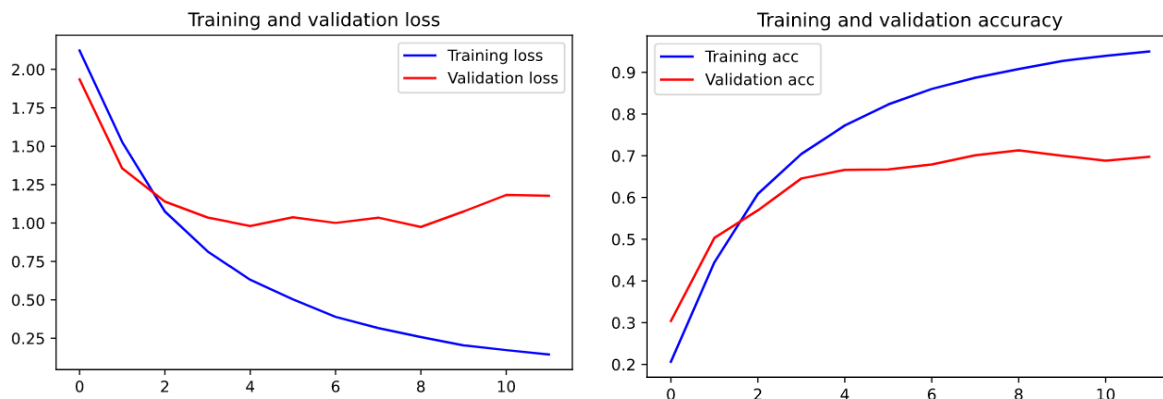 Training and validation loss
Training loss
Validation loss
2.00
1.75
1.50
1.25
1.00
0.75
0.50
0.25
0 2 4 6 8 10
Training and validation accuracy
Training acc
Validation acc
0.9
0.8
0.7
0.6
0.5
0.4
0.3
0.2
0 2 4 6 8 10